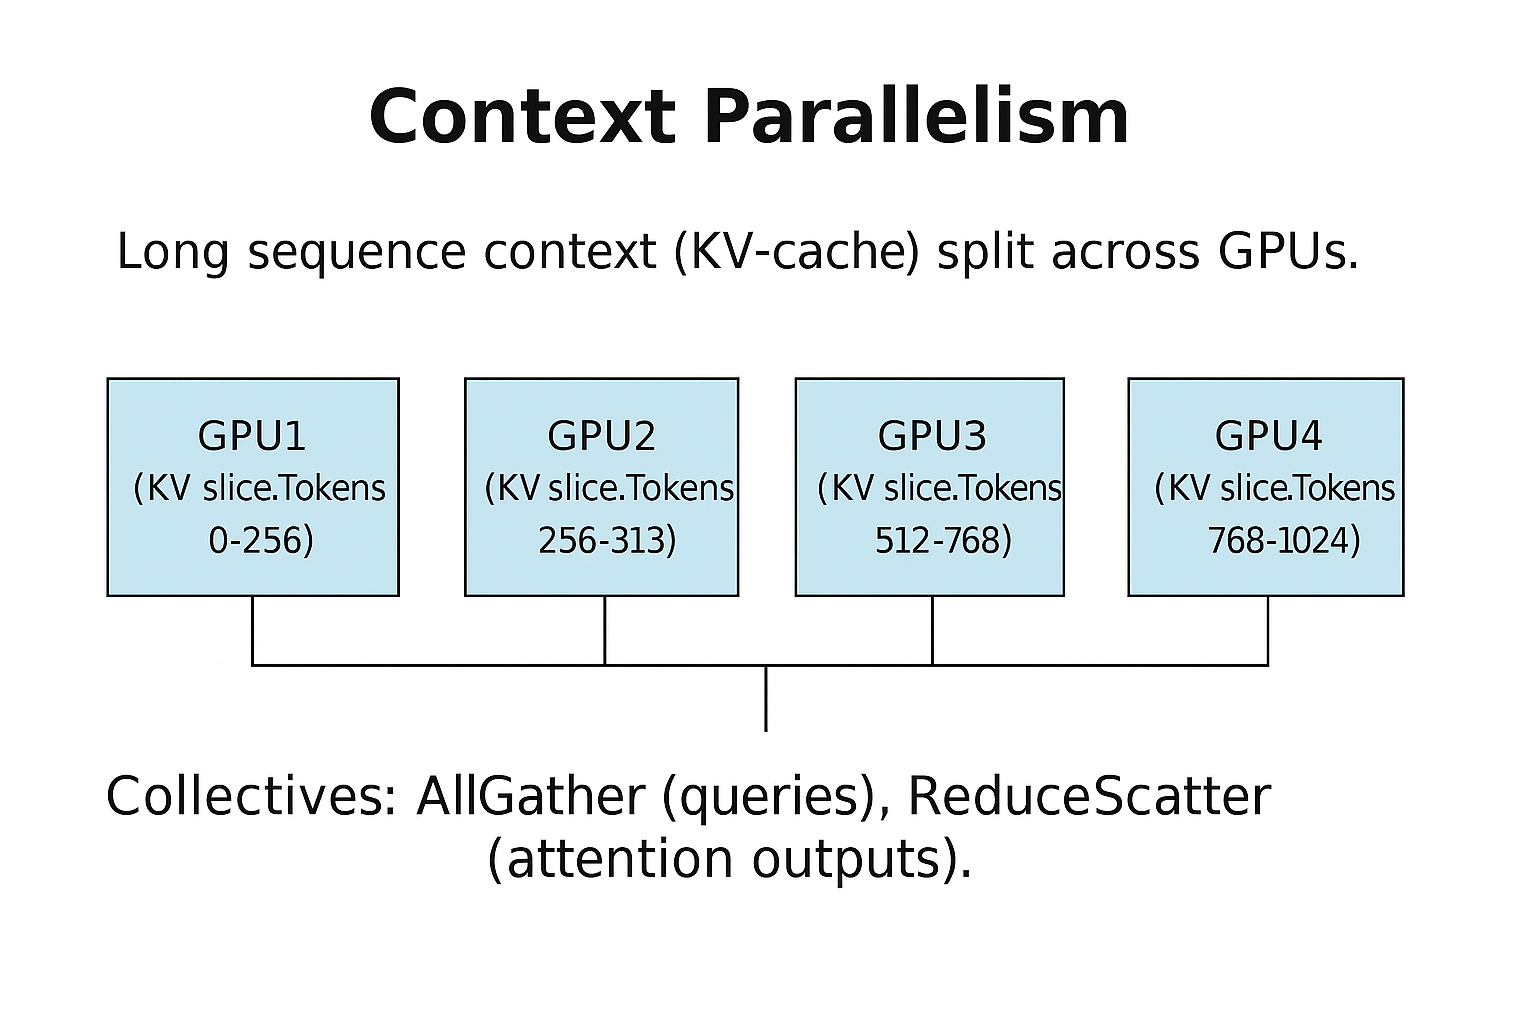 Context Parallelism
Long sequence context (KV-cache) split across GPUs.
GPU1
(KV slice.Tokens
0-256)
GPU2
(KV slice.Tokens
256-313)
GPU3
(KV slice.Tokens
512-768)
GPU4
(KV slice.Tokens
768-1024)
Collectives: AllGather (queries), ReduceScatter
(attention outputs).